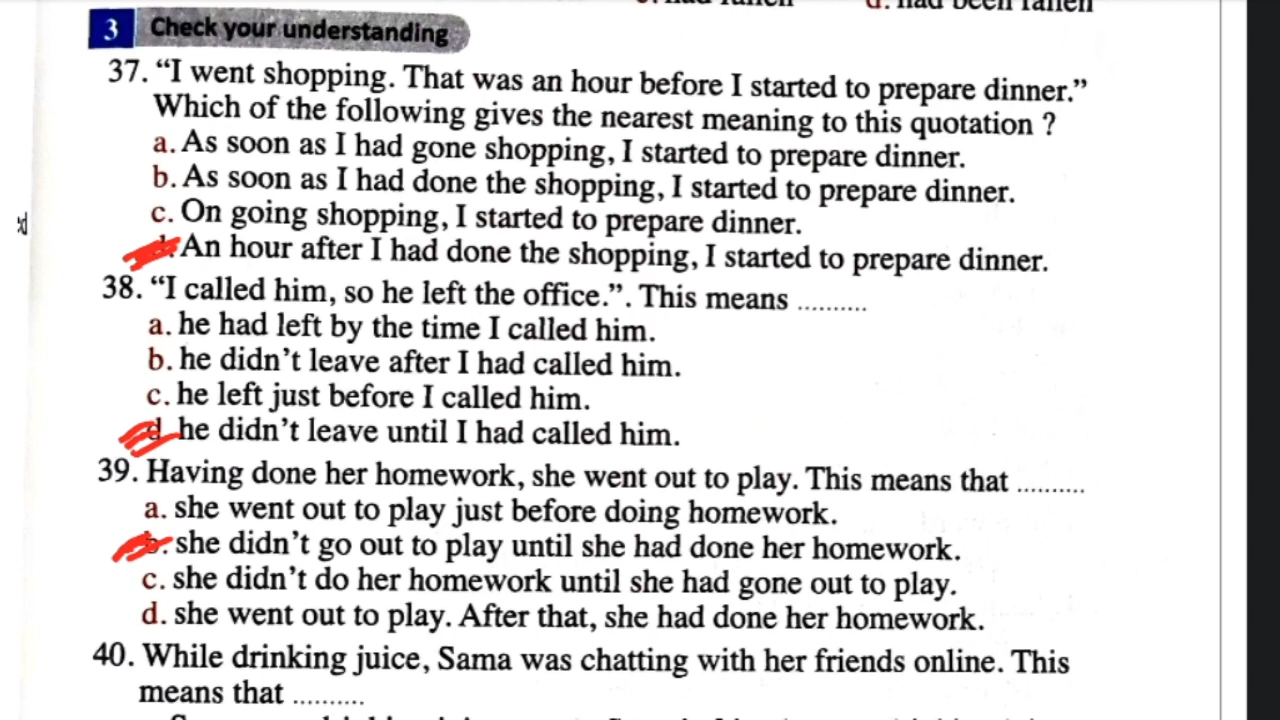 d. had been fallen
3 Check your understanding
37. “I went shopping. That was an hour before I started to prepare dinner.”
Which of the following gives the nearest meaning to this quotation ?
a. As soon as I had gone shopping, I started to prepare dinner.
b. As soon as I had done the shopping, I started to prepare dinner.
c. On going shopping, I started to prepare dinner.
An hour after I had done the shopping, I started to prepare dinner.
38. “I called him, so he left the office.”. This means ..........
a. he had left by the time I called him.
b. he didn’t leave after I had called him.
c. he left just before I called him.
d he didn’t leave until I had called him.
39. Having done her homework, she went out to play. This means that ..........
a. she went out to play just before doing homework.
b. she didn’t go out to play until she had done her homework.
c. she didn’t do her homework until she had gone out to play.
d. she went out to play. After that, she had done her homework.
40. While drinking juice, Sama was chatting with her friends online. This
means that ..........